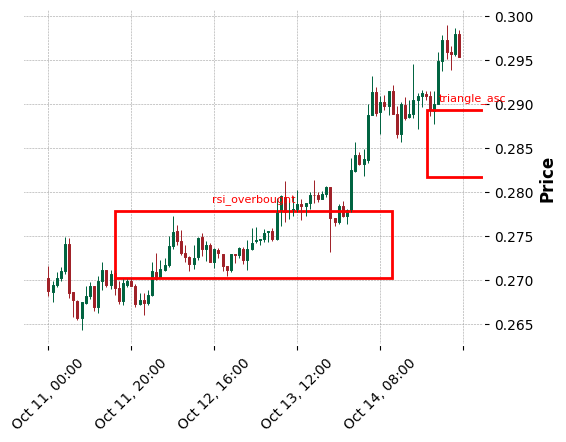 0.300
0.295
triangle_asc
0.290
0.285
rsi_overbought
0.280
0.275
0.270
0.265
Price
Oct 11, 00:00
Oct 11, 20:00
Oct 12, 16:00
Oct 13, 12:00
Oct 14, 08:00